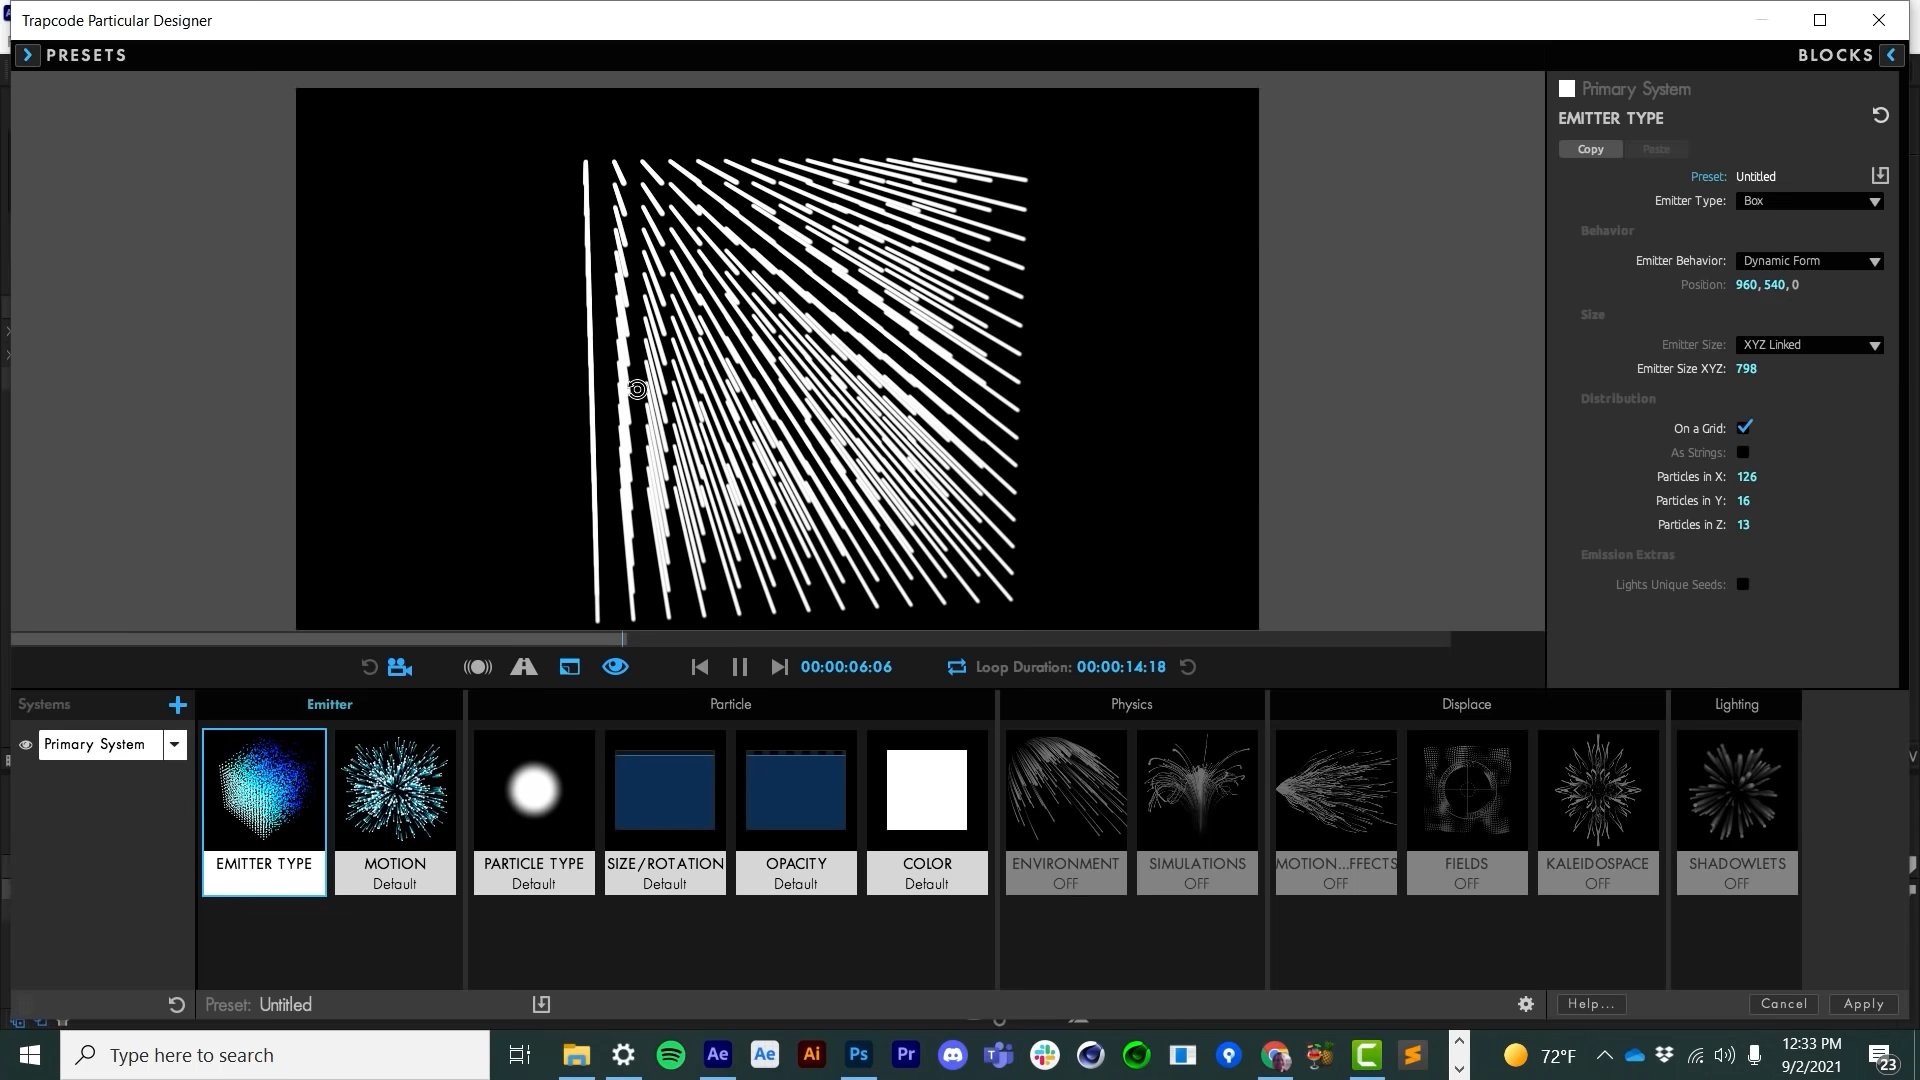 Trapcode Particular Designer
PRESETS
BLOCKS
Primary System
EMITTER TYPE
Copy Paste
Preset: Untitled
Emitter Type: Box
Behavior
Emitter Behavior: Dynamic Form
Position: 960, 540, 0
Size
Emitter Size: XYZ Linked
Emitter Size XYZ: 798
Distribution
On a Grid:
As Strings:
Particles in X: 126
Particles in Y: 16
Particles in Z: 13
Emission Extras
Lights Unique Seeds:
00:00:06:06 Loop Duration: 00:00:14:18
Systems Emitter Particle Physics Displace Lighting
Primary System
EMITTER TYPE MOTION PARTICLE TYPE SIZE/ROTATION OPACITY COLOR ENVIRONMENT SIMULATIONS MOTION...FFECTS FIELDS KALEIDOSPACE SHADOWLETS
Default Default Default Default Default OFF OFF OFF OFF OFF OFF
Preset: Untitled Help... Cancel Apply
Type here to search Ae Ae Ai Ps Pr 72°F 12:33 PM
9/2/2021 23